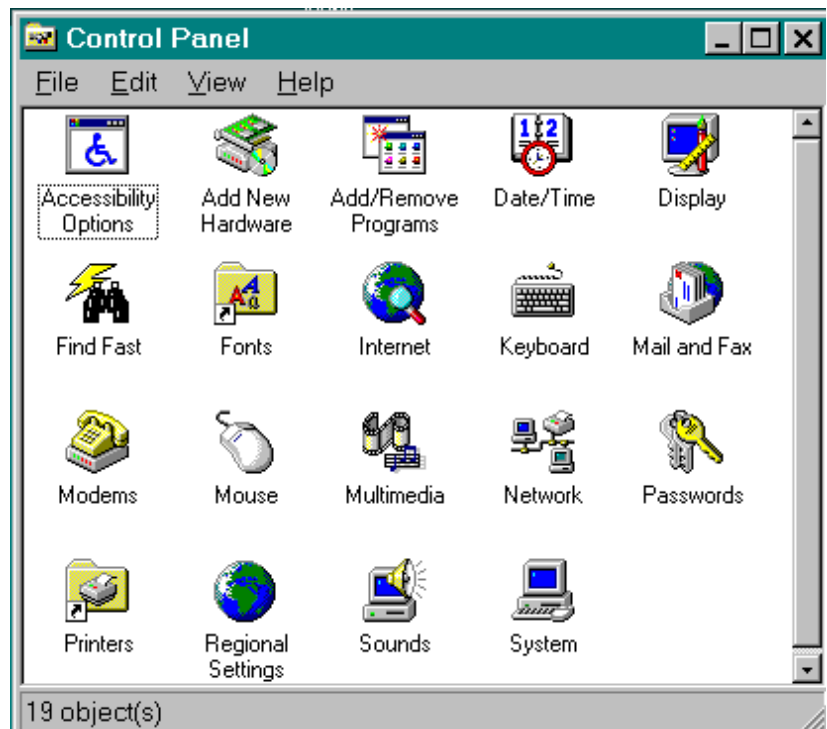 Control Panel
File Edit View Help
Accessibility Options
Add New Hardware
Add/Remove Programs
Date/Time
Display
Find Fast
Fonts
Internet
Keyboard
Mail and Fax
Modems
Mouse
Multimedia
Network
Passwords
Printers
Regional Settings
Sounds
System
19 object(s)